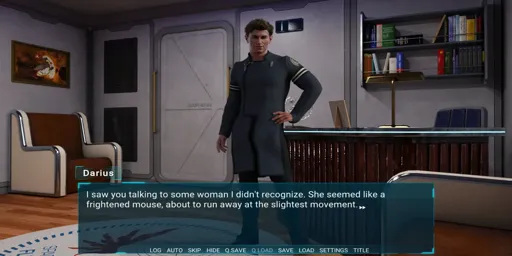 Darius
I saw you talking to some woman I didn't recognize. She seemed like a
frightened mouse, about to run away at the slightest movement.
LOG AUTO SKIP HIDE Q.SAVE Q.LOAD SAVE LOAD SETTINGS TITLE